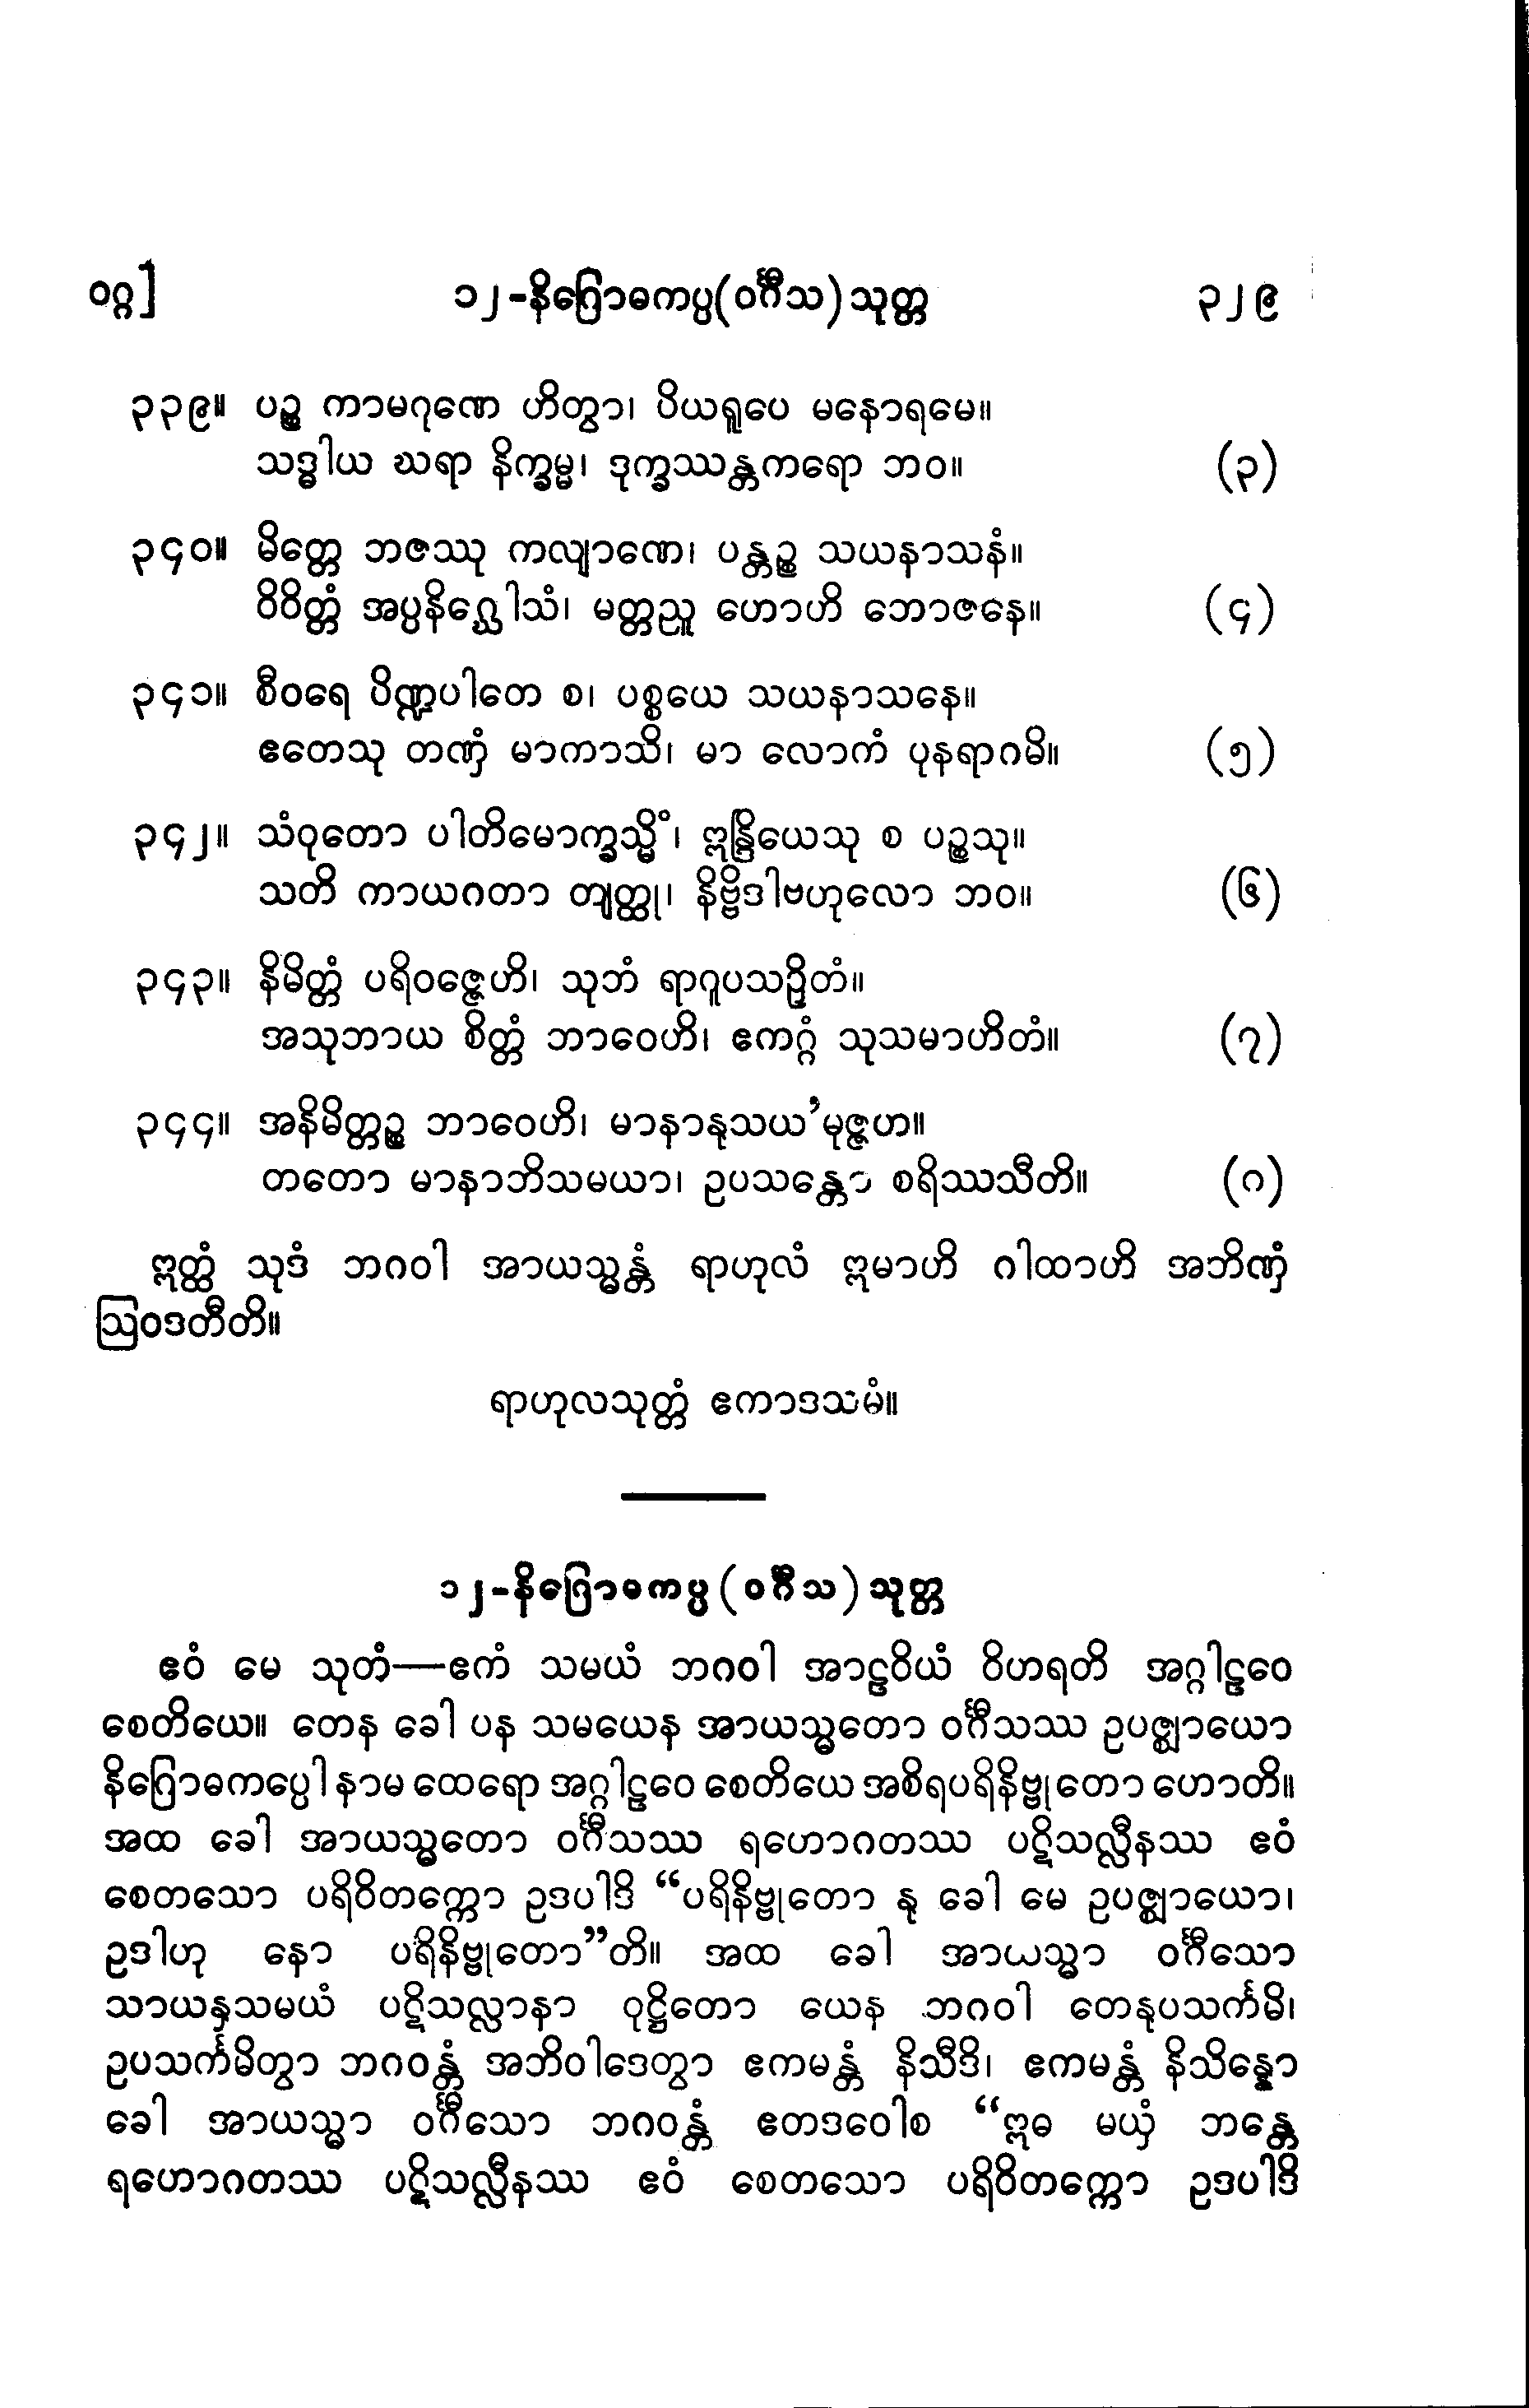 ဝဂ္ဂ]
၁၂-နိဂြောဓကပ္ပ(ဝင်္ဂီသ)သုတ္တ
၃၂၉
၃၃၉။ ပဉ္စ ကာမဂုဏေ ဟိတွာ၊ ပိယရူပေ မနောရမေ။
သဒ္ဓါယ ဃရာ နိက္ခမ္မ၊ ဒုက္ခဿန္တကရော ဘဝ။ (၃)
၃၄၀။ မိတ္တေ ဘဇဿု ကလျာဏေ၊ ပန္တဉ္စ သယနာသနံ။
ဝိဝိတ္တံ အပ္ပနိဂ္ဃေါသံ၊ မတ္တညူ ဟောဟိ ဘောဇနေ။ (၄)
၃၄၁။ စီဝရေ ပိဏ္ဍပါတေ စ၊ ပစ္စယေ သယနာသနေ။
ဧတေသု တဏှံ မာကာသိ၊ မာ လောကံ ပုနရာဂမိ။ (၅)
၃၄၂။ သံဝုတော ပါတိမောက္ခသ္မိံ၊ ဣန္ဒြိယေသု စ ပဉ္စသု။
သတိ ကာယဂတာ တျတ္ထု၊ နိဗ္ဗိဒါဗဟုလော ဘဝ။ (၆)
၃၄၃။ နိမိတ္တံ ပရိဝဇ္ဇေဟိ၊ သုဘံ ရာဂူပသဉှိတံ။
အသုဘာယ စိတ္တံ ဘာဝေဟိ၊ ဧကဂ္ဂံ သုသမာဟိတံ။ (၇)
၃၄၄။ အနိမိတ္တဉ္စ ဘာဝေဟိ၊ မာနာနုသယ’မုဇ္ဇဟ။
တတော မာနာဘိသမယာ၊ ဥပသန္တော စရိဿသီတိ။ (၈)
ဣတ္ထံ သုဒံ ဘဂဝါ အာယသ္မန္တံ ရာဟုလံ ဣမာဟိ ဂါထာဟိ အဘိဏှံ
ဩဝဒတီတိ။
ရာဟုလသုတ္တံ ဧကာဒသမံ။
၁၂-နိဂြောဓကပ္ပ (ဝင်္ဂီသ) သုတ္တ
ဧဝံ မေ သုတံ—ဧကံ သမယံ ဘဂဝါ အာဠဝိယံ ဝိဟရတိ အဂ္ဂါဠဝေ
စေတိယေ။ တေန ခေါ ပန သမယေန အာယသ္မတော ဝင်္ဂီသဿ ဥပဇ္ဈာယော
နိဂြောဓကပ္ပေါ နာမ ထေရော အဂ္ဂါဠဝေ စေတိယေ အစိရပရိနိဗ္ဗုတော ဟောတိ။
အထ ခေါ အာယသ္မတော ဝင်္ဂီသဿ ရဟောဂတဿ ပဋိသလ္လီနဿ ဧဝံ
စေတသော ပရိဝိတက္ကော ဥဒပါဒိ “ပရိနိဗ္ဗုတော နု ခေါ မေ ဥပဇ္ဈာယော၊
ဥဒါဟု နော ပရိနိဗ္ဗုတော”တိ။ အထ ခေါ အာယသ္မာ ဝင်္ဂီသော
သာယနှသမယံ ပဋိသလ္လာနာ ဝုဋ္ဌိတော ယေန ဘဂဝါ တေနုပသင်္ကမိ၊
ဥပသင်္ကမိတွာ ဘဂဝန္တံ အဘိဝါဒေတွာ ဧကမန္တံ နိသီဒိ၊ ဧကမန္တံ နိသိန္နော
ခေါ အာယသ္မာ ဝင်္ဂီသော ဘဂဝန္တံ ဧတဒဝေါစ “ဣဓ မယှံ ဘန္တေ
ရဟောဂတဿ ပဋိသလ္လီနဿ ဧဝံ စေတသော ပရိဝိတက္ကော ဥဒပါဒိ